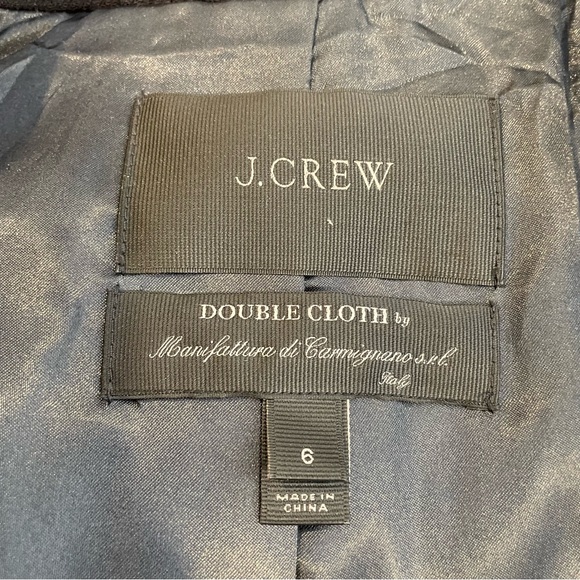 J.CREW
DOUBLE CLOTH by
Manifattura di Carmignano s.r.l.
Italy
6
MADE IN
CHINA